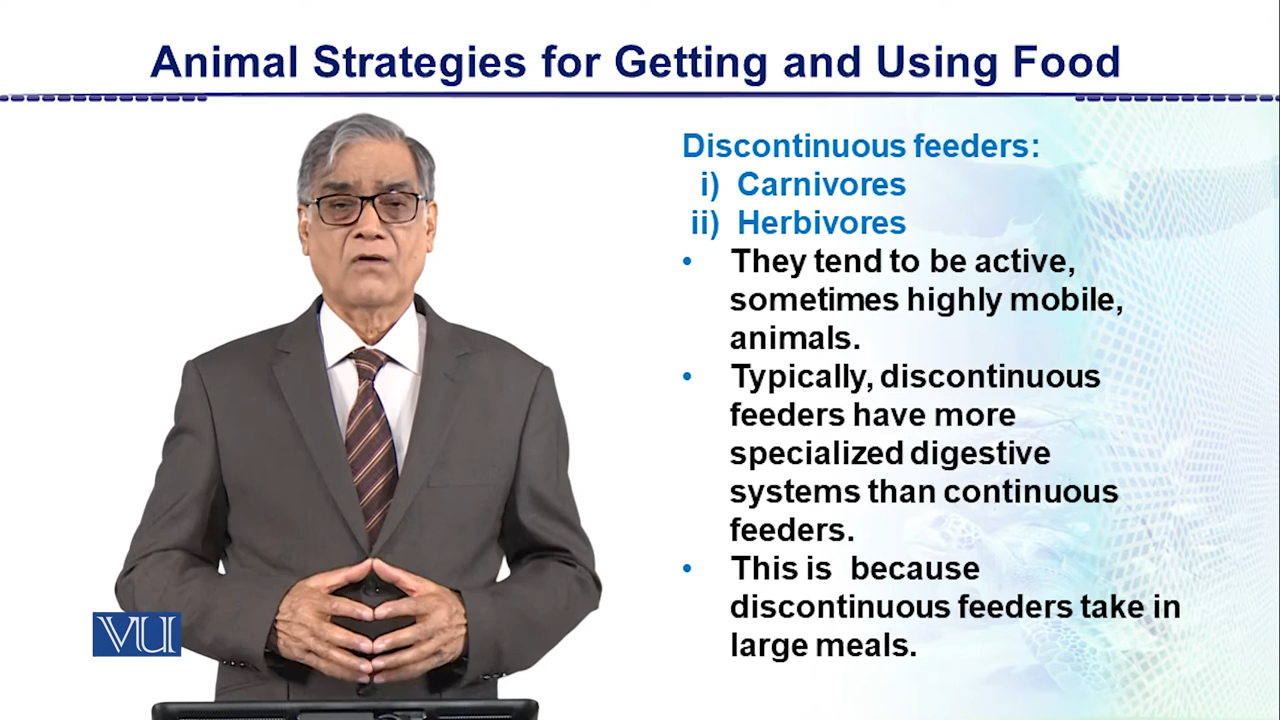 Animal Strategies for Getting and Using Food
Discontinuous feeders:
i) Carnivores
ii) Herbivores
• They tend to be active,
sometimes highly mobile,
animals.
• Typically, discontinuous
feeders have more
specialized digestive
systems than continuous
feeders.
• This is because
discontinuous feeders take in
large meals.
VU